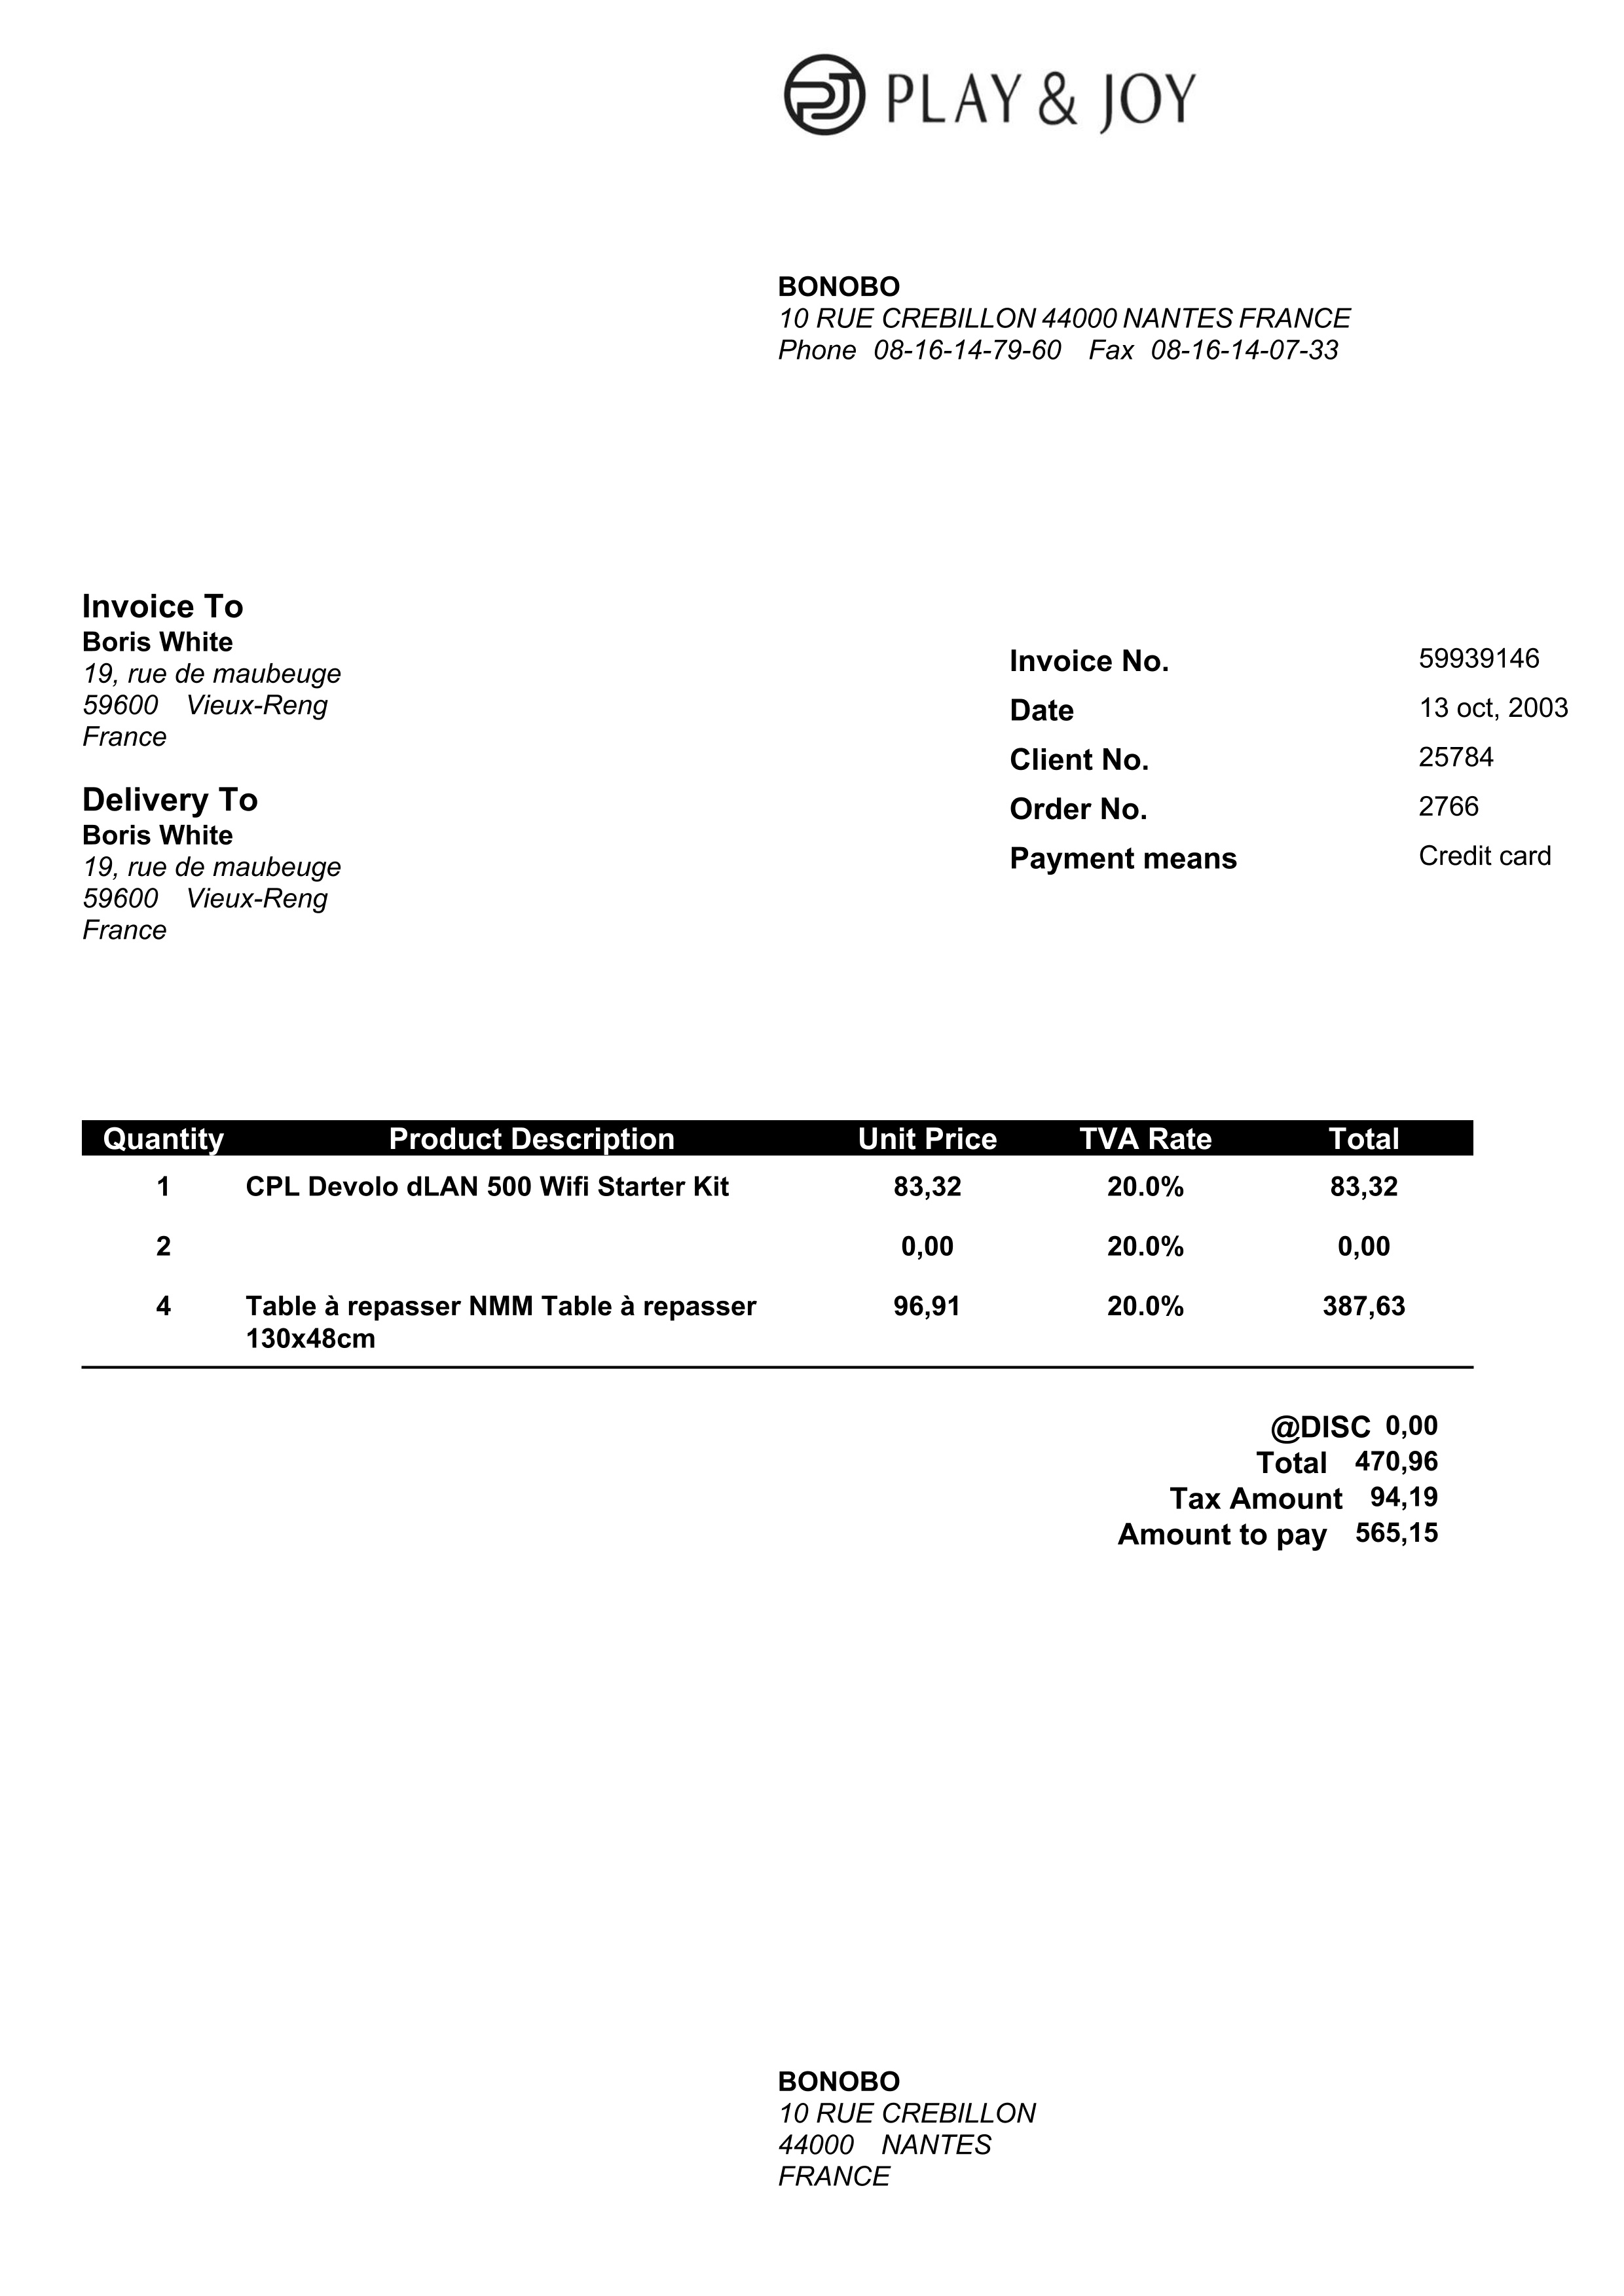 PLAY & JOY
BONOBO
10 RUE CREBILLON 44000 NANTES FRANCE
Phone 08-16-14-79-60 Fax 08-16-14-07-33
Invoice To
Boris White
19, rue de maubeuge
59600 Vieux-Reng
France
Delivery To
Boris White
19, rue de maubeuge
59600 Vieux-Reng
France
Invoice No. 59939146
Date 13 oct, 2003
Client No. 25784
Order No. 2766
Payment means Credit card
Quantity Product Description Unit Price TVA Rate Total
1 CPL Devolo dLAN 500 Wifi Starter Kit 83,32 20.0% 83,32
2 0,00 20.0% 0,00
4 Table à repasser NMM Table à repasser 96,91 20.0% 387,63
130x48cm
@DISC 0,00
Total 470,96
Tax Amount 94,19
Amount to pay 565,15
BONOBO
10 RUE CREBILLON
44000 NANTES
FRANCE